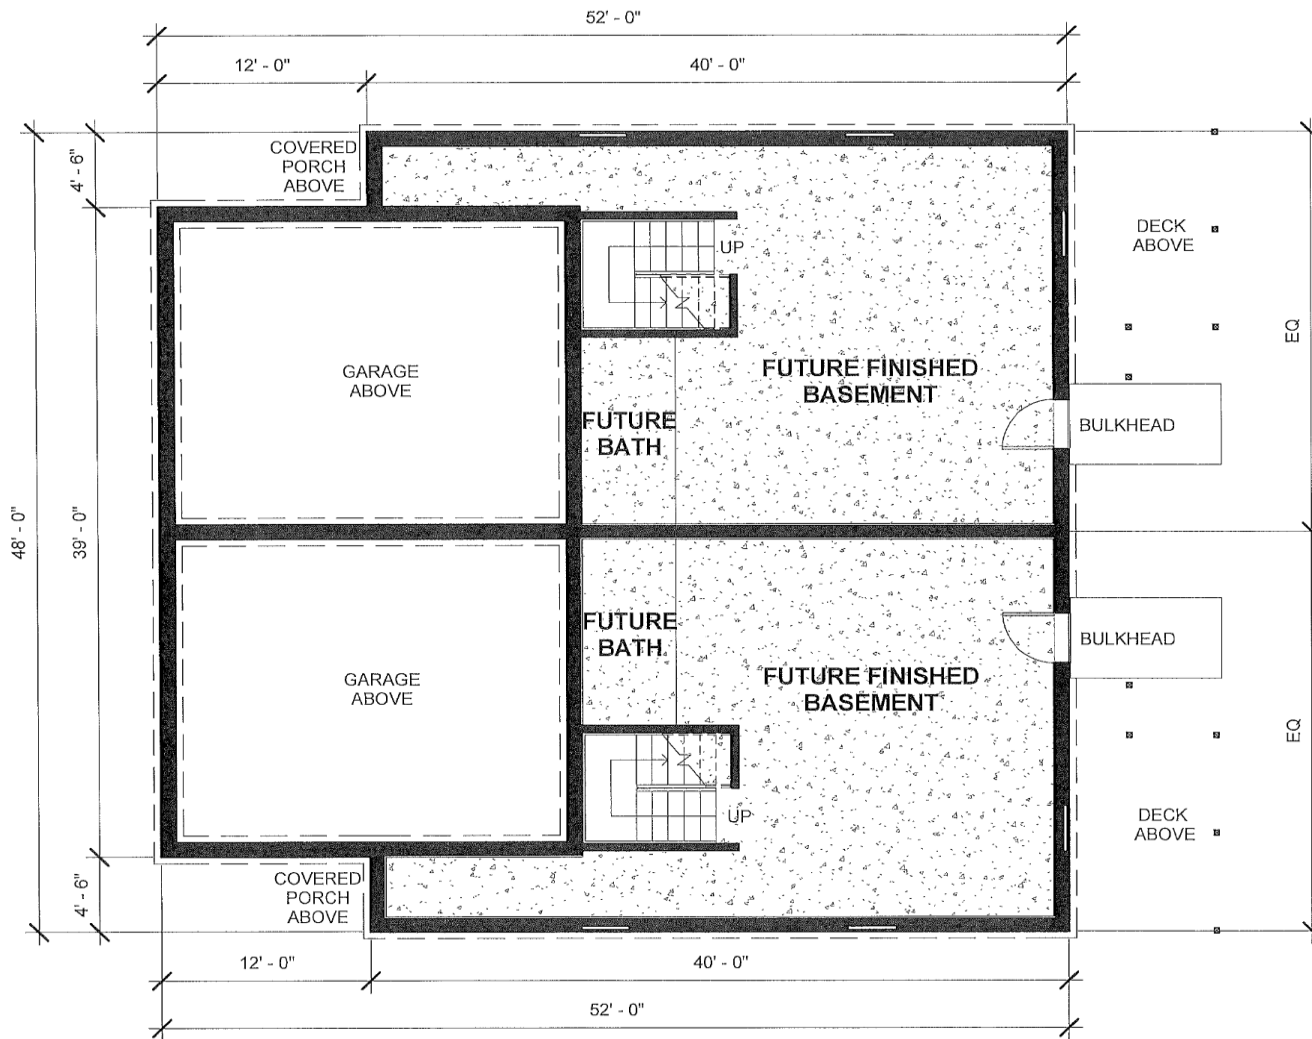 52' - 0"
12' - 0"
40' - 0"
COVERED
PORCH
ABOVE
4' - 6"
DECK
ABOVE
UP
EQ
GARAGE
ABOVE
FUTURE FINISHED
BASEMENT
FUTURE
BATH
BULKHEAD
48' - 0"
39' - 0"
FUTURE
BATH
BULKHEAD
GARAGE
ABOVE
FUTURE FINISHED
BASEMENT
EQ
UP
DECK
ABOVE
4' - 6"
COVERED
PORCH
ABOVE
12' - 0"
40' - 0"
52' - 0"